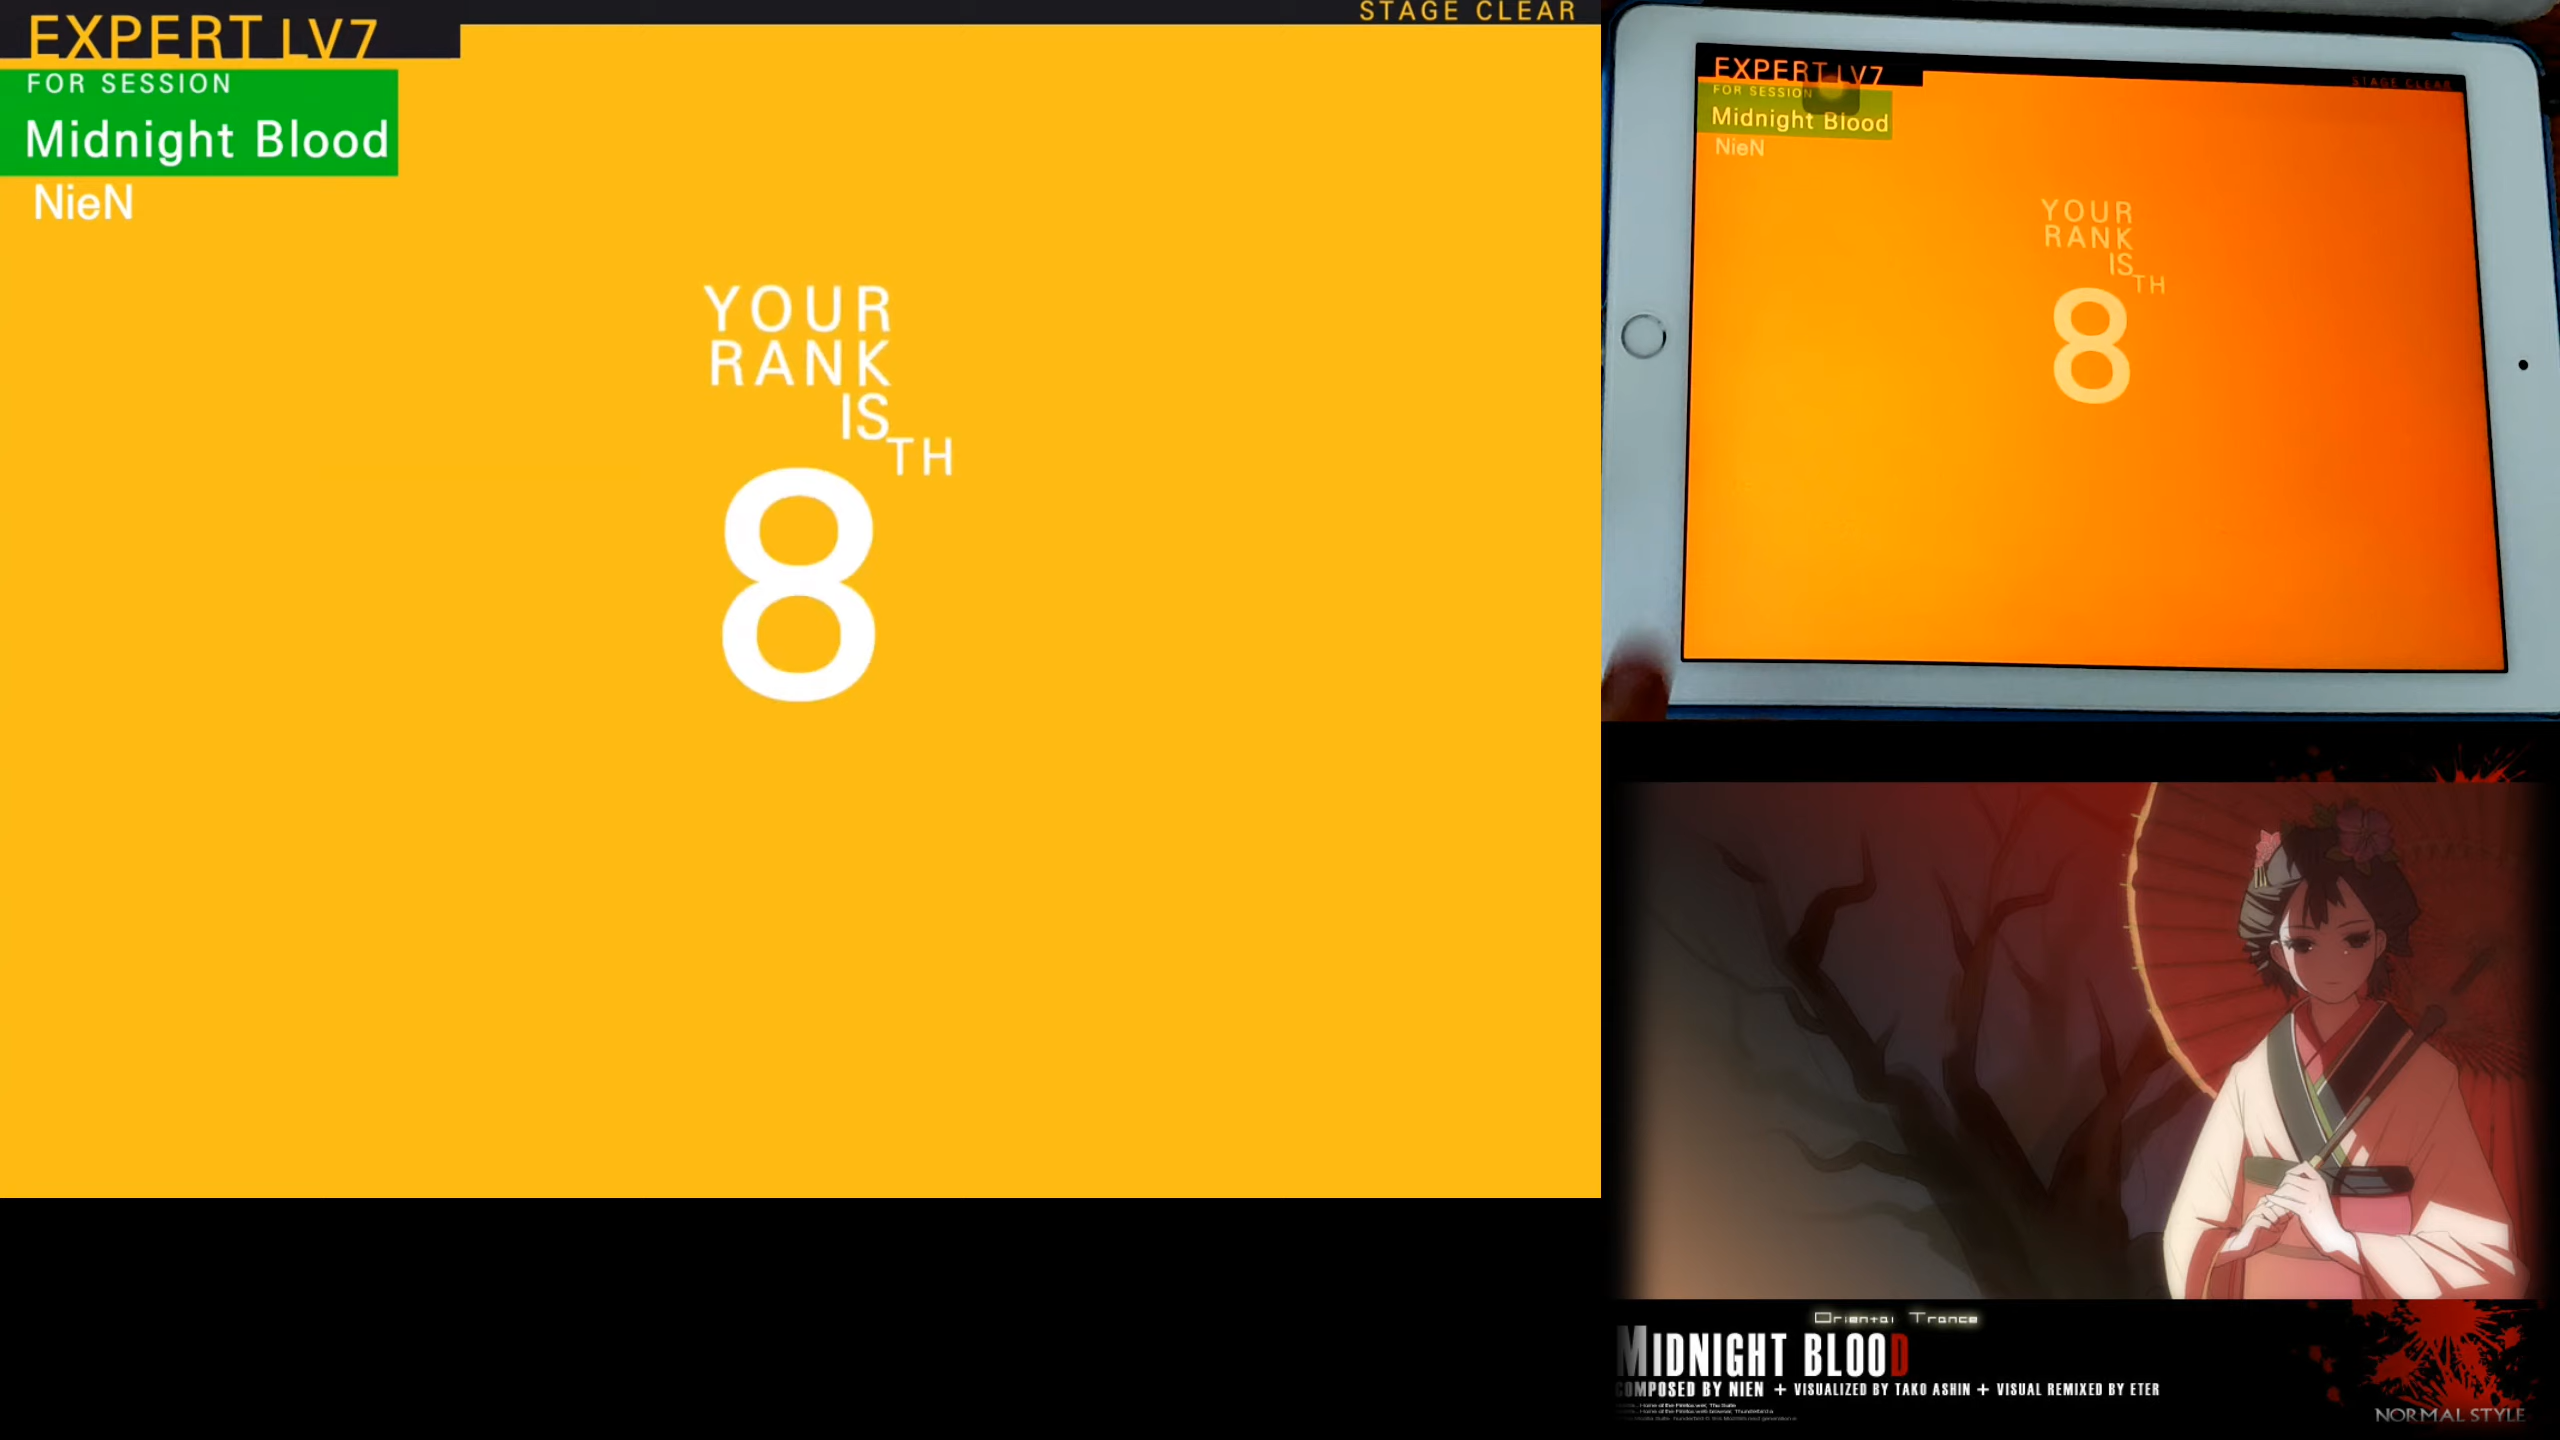 STAGE CLEAR
EXPERT LV7
FOR SESSION
Midnight Blood
NieN
YOUR
RANK
IS
TH
8
EXPERT LV7
STAGE CLEAR
FOR SESSION
Midnight Blood
NieN
YOUR
RANK
IS
TH
8
Oriental Trance
MIDNIGHT BLOOD
COMPOSED BY NIEN + VISUALIZED BY TAKO ASHIN + VISUAL REMIXED BY ETER
NORMAL STYLE